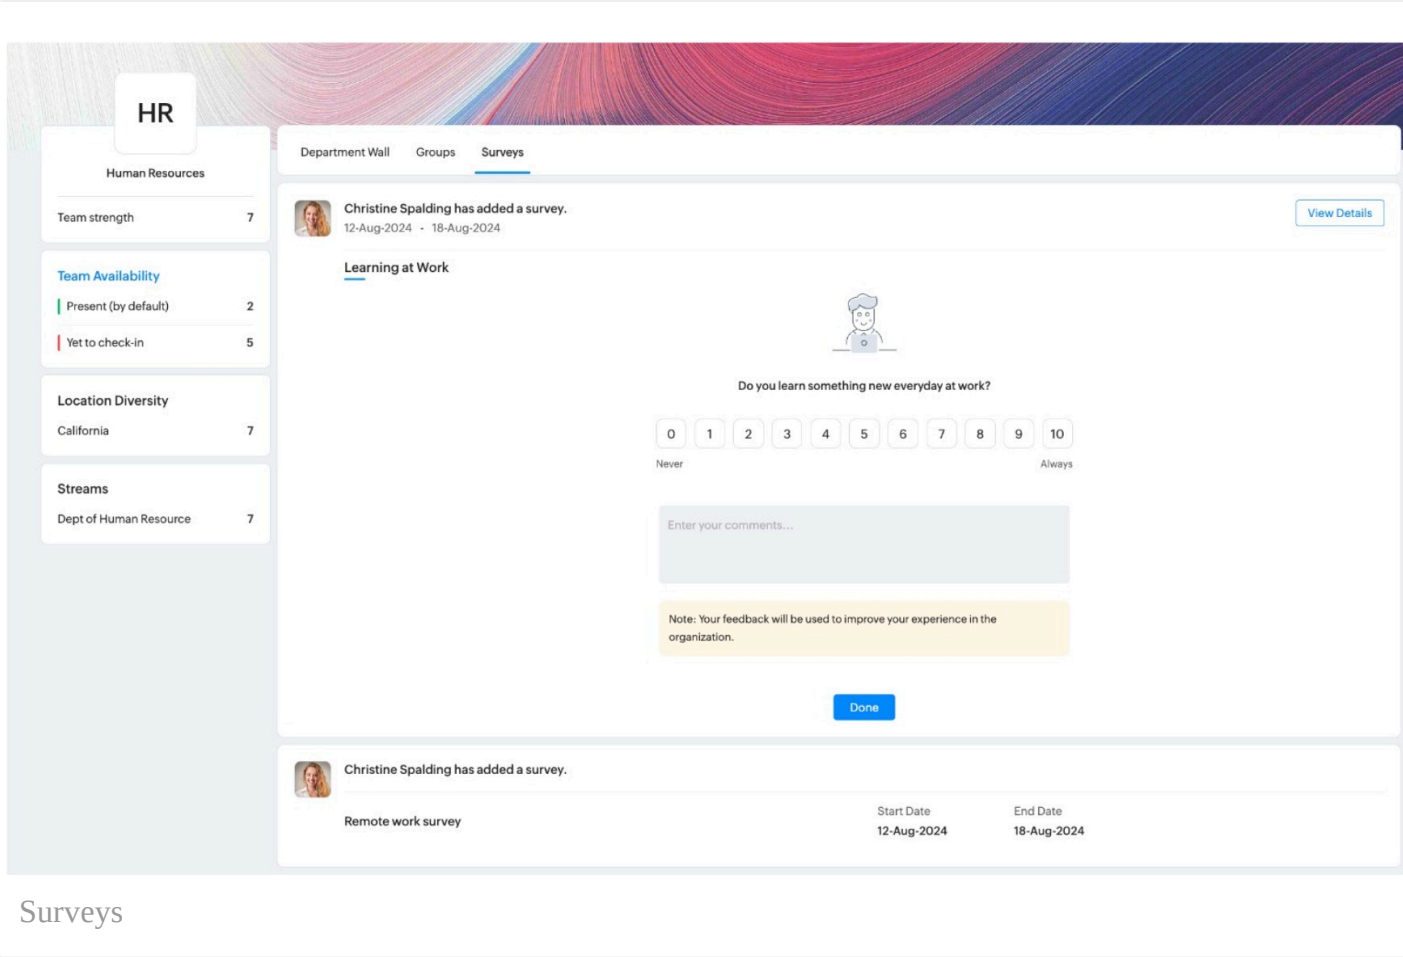 HR
Human Resources
Team strength 7
Team Availability
Present (by default) 2
Yet to check-in 5
Location Diversity
California 7
Streams
Dept of Human Resource 7
Department Wall Groups Surveys
Christine Spalding has added a survey.
12-Aug-2024 • 18-Aug-2024
View Details
Learning at Work
Do you learn something new everyday at work?
0 1 2 3 4 5 6 7 8 9 10
Never Always
Enter your comments...
Note: Your feedback will be used to improve your experience in the
organization.
Done
Christine Spalding has added a survey.
Remote work survey
Start Date End Date
12-Aug-2024 18-Aug-2024
Surveys